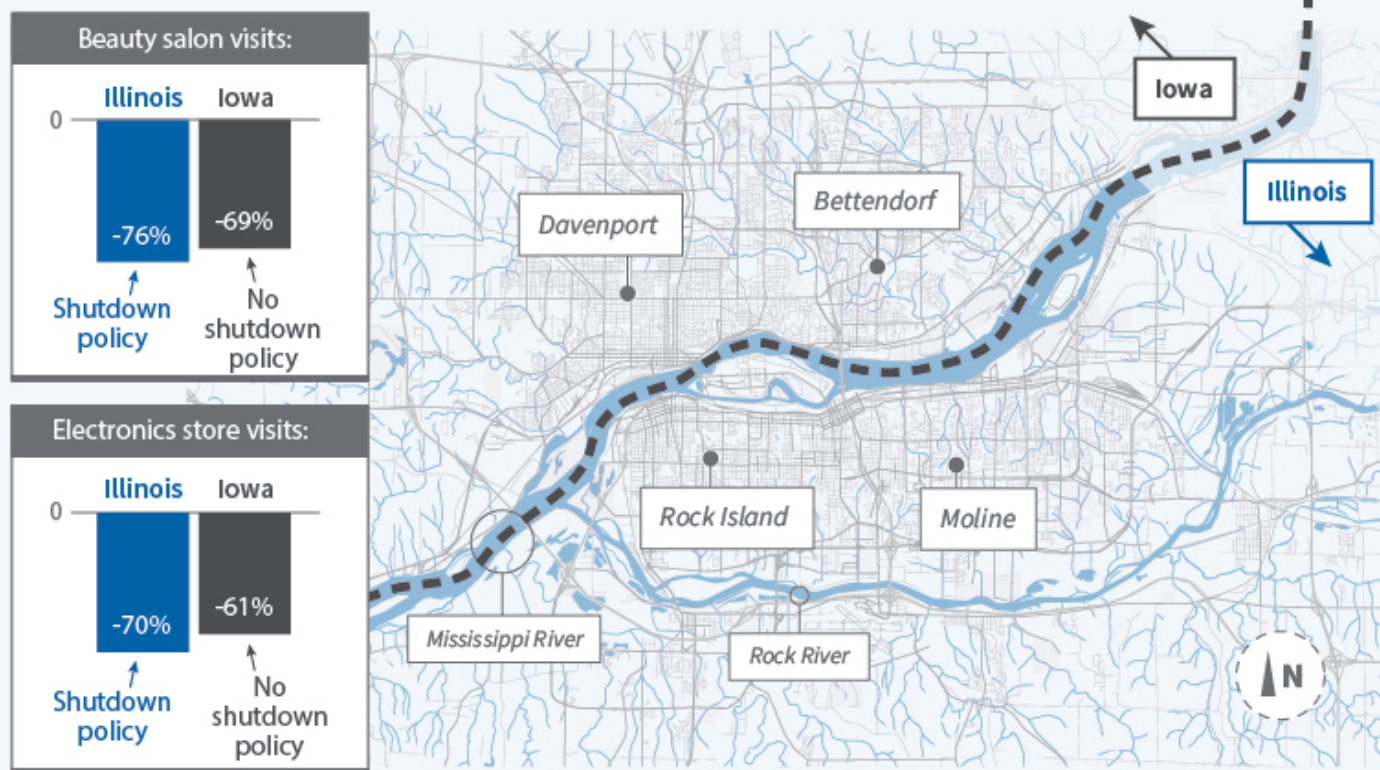 Beauty salon visits:
Illinois Iowa
0
-76%
-69%
Shutdown
policy
No
shutdown
policy
Electronics store visits:
Illinois Iowa
0
-70%
-61%
Shutdown
policy
No
shutdown
policy
Iowa
Illinois
Davenport
Bettendorf
Rock Island
Moline
Mississippi River
Rock River
N